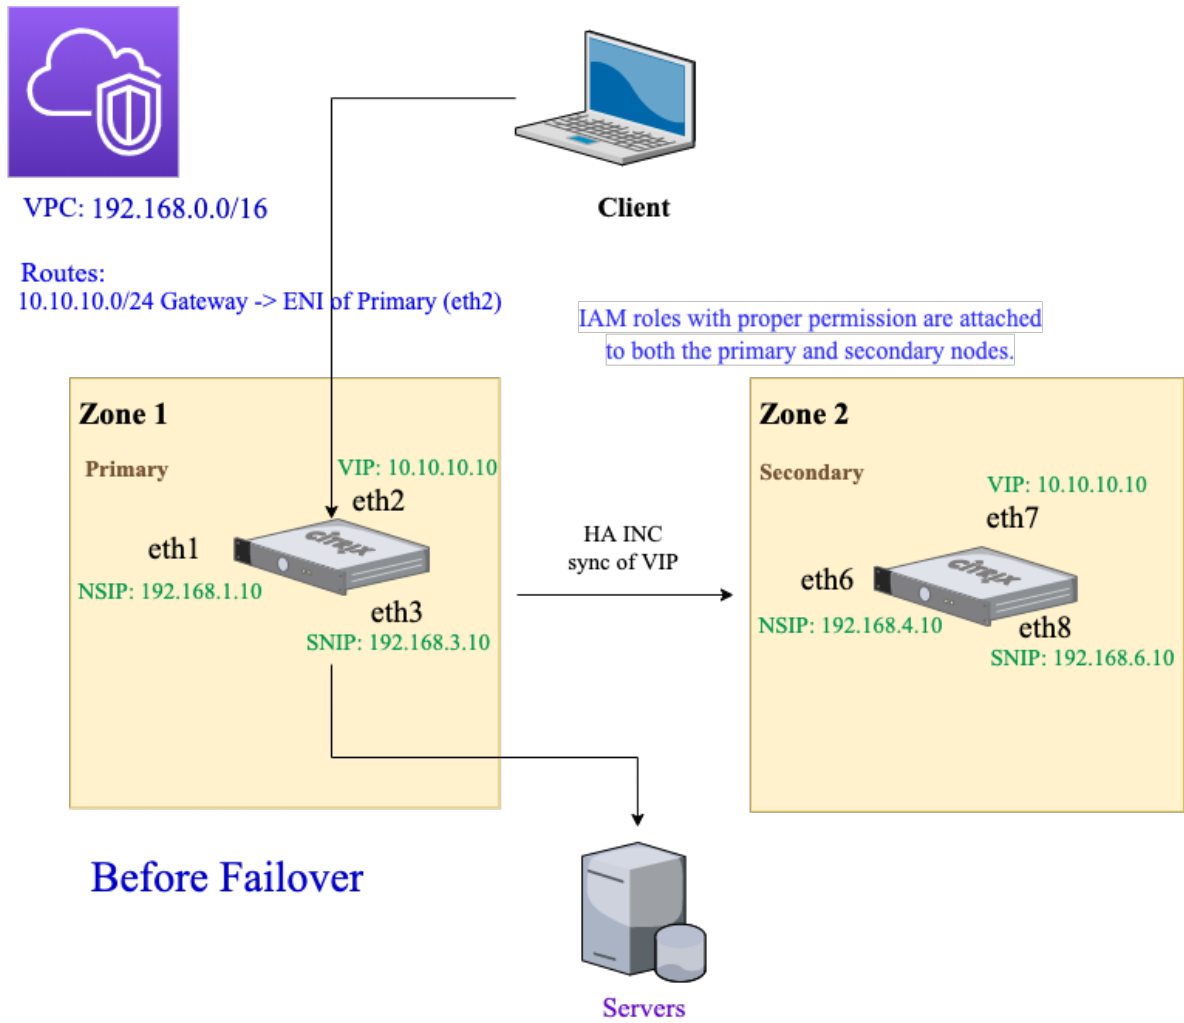 VPC: 192.168.0.0/16
Client
Routes:
10.10.10.0/24 Gateway -> ENI of Primary (eth2)
IAM roles with proper permission are attached
to both the primary and secondary nodes.
Zone 1
Primary
VIP: 10.10.10.10
eth2
citrix
eth1
NSIP: 192.168.1.10
eth3
SNIP: 192.168.3.10
HA INC
sync of VIP
Zone 2
Secondary
VIP: 10.10.10.10
eth7
citrix
eth6
NSIP: 192.168.4.10
eth8
SNIP: 192.168.6.10
Before Failover
Servers